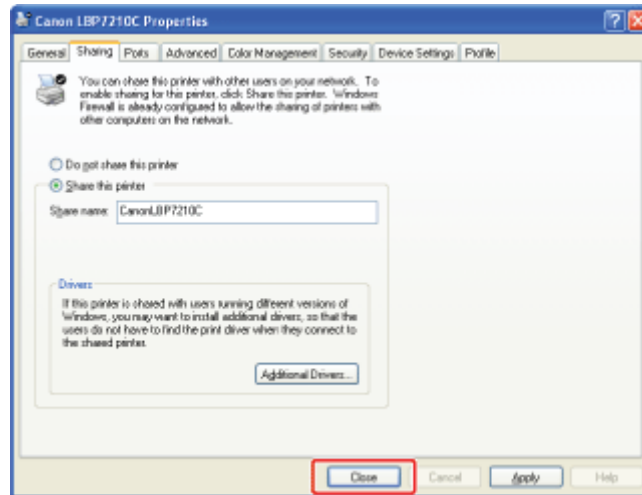 Canon LBP7210C Properties
General Sharing Ports Advanced Color Management Security Device Settings Profile
You can share this printer with other users on your network. To
enable sharing for this printer, click Share this printer. Windows
Firewall is already configured to allow the sharing of printers with
other computers on the network.
Do not share this printer
Share this printer
Share name: CanonLBP7210C
Drivers
If this printer is shared with users running different versions of
Windows, you may want to install additional drivers, so that the
users do not have to find the print driver when they connect to
the shared printer.
Additional Drivers...
Close Cancel Apply Help